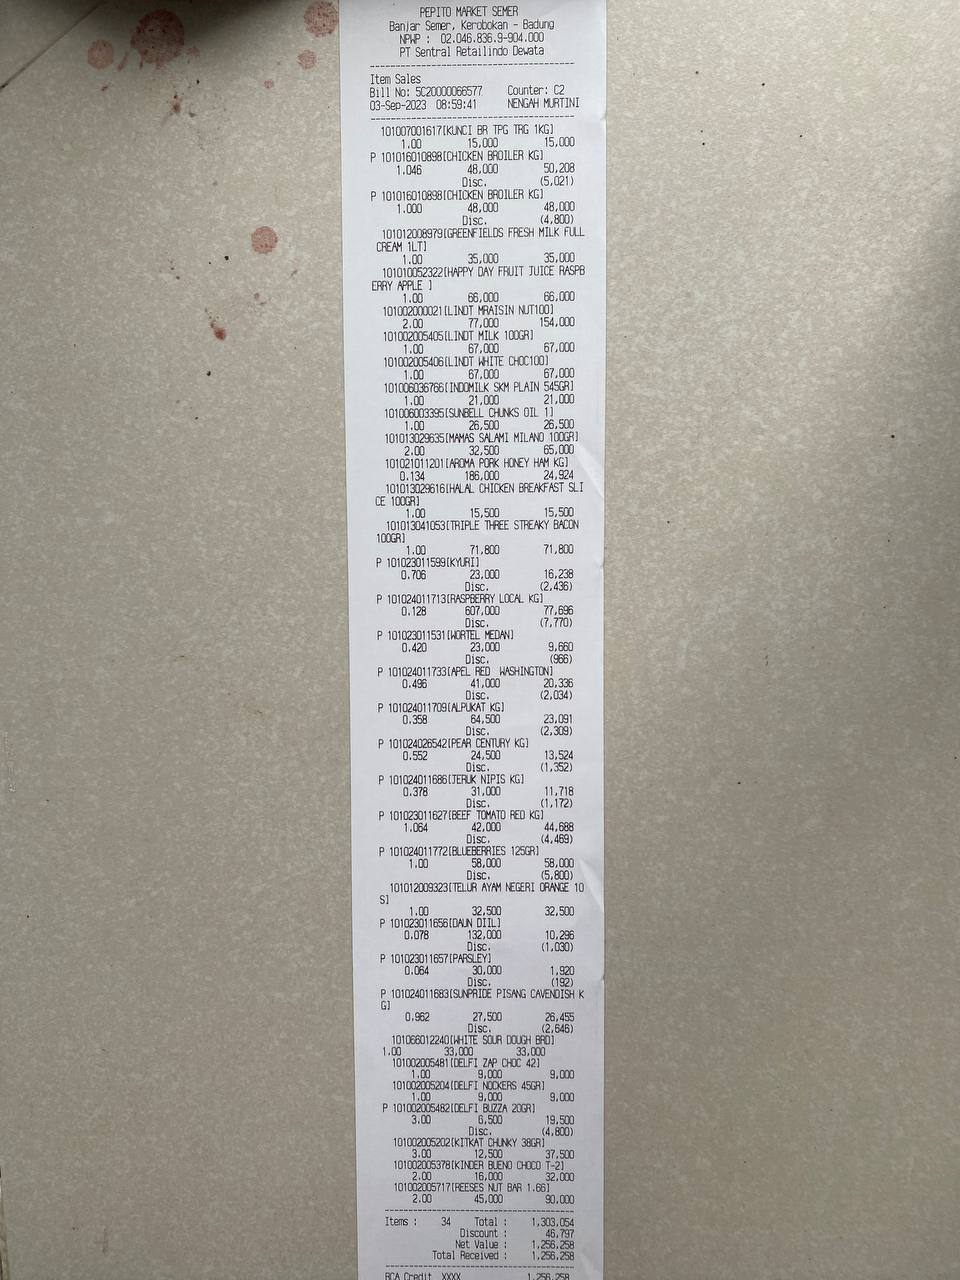 PEPITO MARKET SEMER
Banjar Semer, Kerobokan - Badung
NPWP : 02.046.836.9-904.000
PT Sentral Retailindo Dewata
Item Sales
Bill No: 5C20000066577 Counter: C2
03-Sep-2023 08:59:41 NENGAH MURTINI
101007001617[KUNCI BR TPG TRG 1KG]
1.00 15,000 15,000
P 101016010898[CHICKEN BROILER KG]
1.046 48,000 50,208
Disc. (5,021)
P 101016010898[CHICKEN BROILER KG]
1.000 48,000 48,000
Disc. (4,800)
101012008979[GREENFIELDS FRESH MILK FULL
CREAM 1LT]
1.00 35,000 35,000
101010052322[HAPPY DAY FRUIT JUICE RASPB
ERRY APPLE ]
1.00 66,000 66,000
101002000021[LINDT MRAISIN NUT100]
2.00 77,000 154,000
101002005405[LINDT MILK 100GR]
1.00 67,000 67,000
101002005406[LINDT WHITE CHOC100]
1.00 67,000 67,000
101006036766[INDOMILK SKM PLAIN 545GR]
1.00 21,000 21,000
101006003395[SUNBELL CHUNKS OIL 1]
1.00 26,500 26,500
101013029635[MAMAS SALAMI MILANO 100GR]
2.00 32,500 65,000
101021011201[AROMA PORK HONEY HAM KG]
0.134 186,000 24,924
101013029616[HALAL CHICKEN BREAKFAST SLI
CE 100GR]
1.00 15,500 15,500
101013041053[TRIPLE THREE STREAKY BACON
100GR]
1.00 71,800 71,800
P 101023011599[KYURI]
0.706 23,000 16,238
Disc. (2,436)
P 101024011713[RASPBERRY LOCAL KG]
0.128 607,000 77,696
Disc. (7,770)
P 101023011531[WORTEL MEDAN]
0.420 23,000 9,660
Disc. (966)
P 101024011733[APEL RED WASHINGTON]
0.496 41,000 20,336
Disc. (2,034)
P 101024011709[ALPUKAT KG]
0.358 64,500 23,091
Disc. (2,309)
P 101024026542[PEAR CENTURY KG]
0.552 24,500 13,524
Disc. (1,352)
P 101024011686[JERUK NIPIS KG]
0.378 31,000 11,718
Disc. (1,172)
P 101023011627[BEEF TOMATO RED KG]
1.064 42,000 44,688
Disc. (4,469)
P 101024011772[BLUEBERRIES 125GR]
1.00 58,000 58,000
Disc. (5,800)
101012009323[TELUR AYAM NEGERI ORANGE 10
S]
1.00 32,500 32,500
P 101023011656[DAUN DIIL]
0.078 132,000 10,296
Disc. (1,030)
P 101023011657[PARSLEY]
0.064 30,000 1,920
Disc. (192)
P 101024011683[SUNPRIDE PISANG CAVENDISH K
G]
0.962 27,500 26,455
Disc. (2,646)
101066012240[WHITE SOUR DOUGH BRD]
1.00 33,000 33,000
101002005481[DELFI ZAP CHOC 42]
1.00 9,000 9,000
101002005204[DELFI NOCKERS 45GR]
1.00 9,000 9,000
P 101002005482[DELFI BUZZA 20GR]
3.00 6,500 19,500
Disc. (4,800)
101002005202[KITKAT CHUNKY 38GR]
3.00 12,500 37,500
101002005378[KINDER BUENO CHOCO T-2]
2.00 16,000 32,000
101002005717[REESES NUT BAR 1.66]
2.00 45,000 90,000
Items : 34 Total : 1,303,054
Discount : 46,797
Net Value : 1,256,258
Total Received : 1,256,258
BCA Credit XXXX 1,256,258